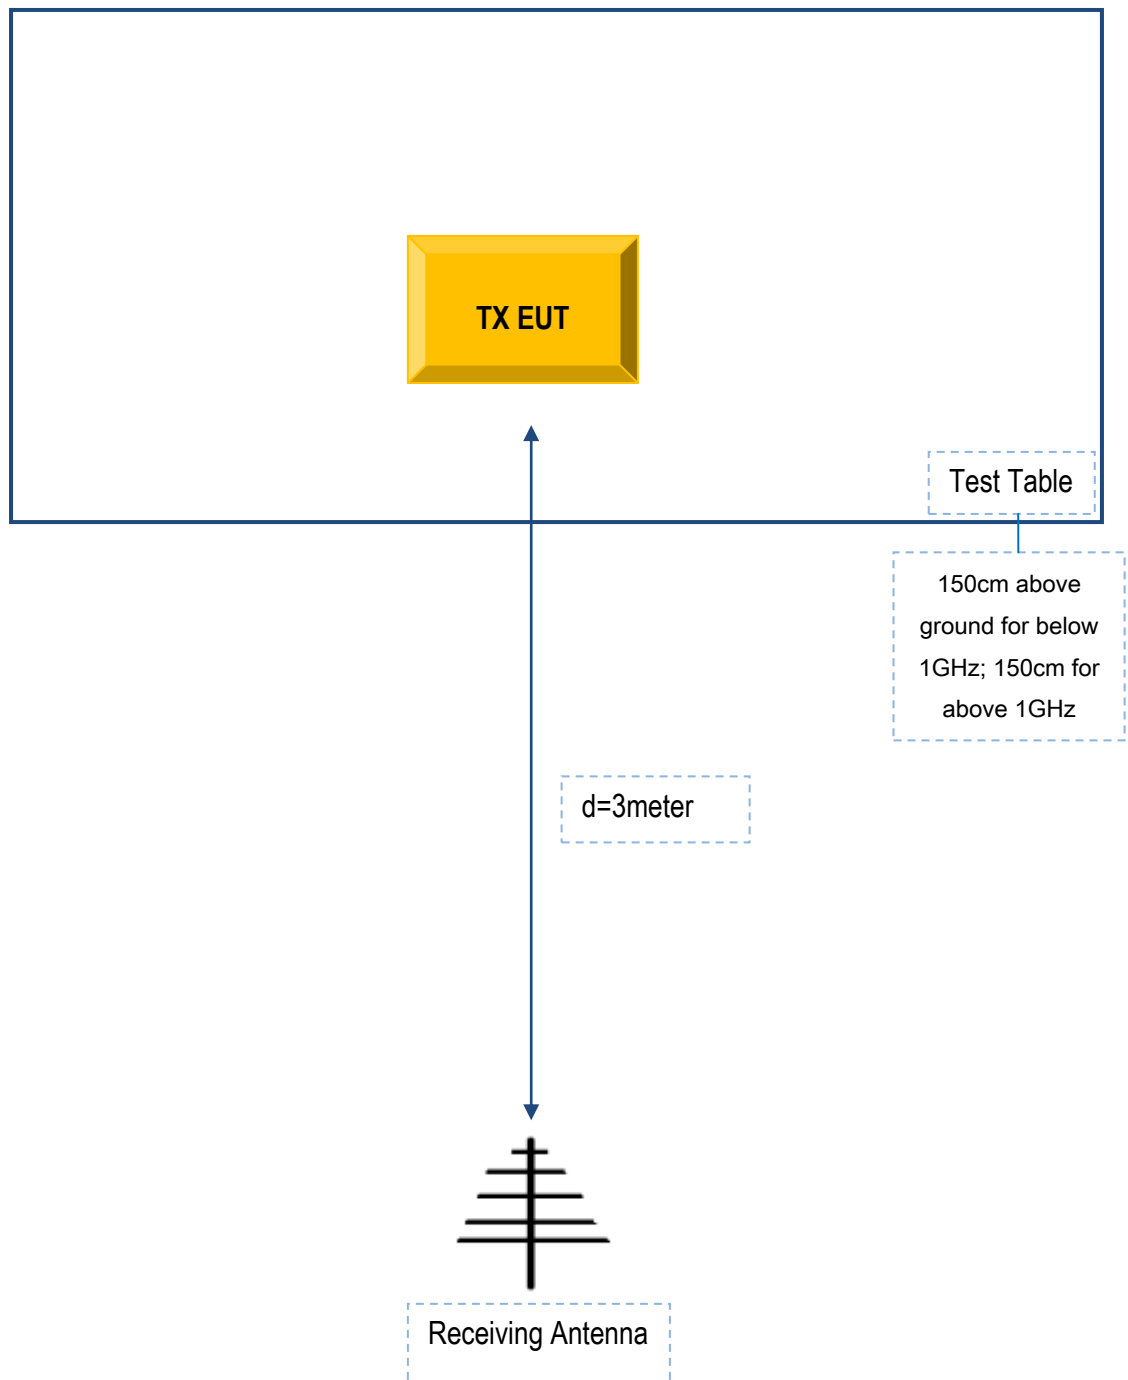 TX EUT
Test Table
150cm above
ground for below
1GHz; 150cm for
above 1GHz
d=3meter
Receiving Antenna